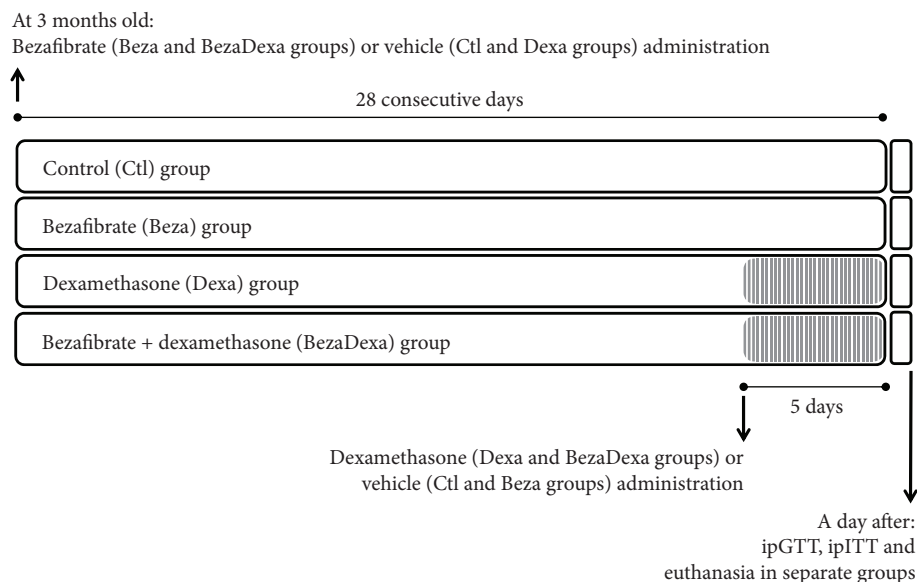 At 3 months old:
Bezafibrate (Beza and BezaDexa groups) or vehicle (Ctl and Dexa groups) administration
28 consecutive days
Control (Ctl) group
Bezafibrate (Beza) group
Dexamethasone (Dexa) group
Bezafibrate + dexamethasone (BezaDexa) group
5 days
Dexamethasone (Dexa and BezaDexa groups) or
vehicle (Ctl and Beza groups) administration
A day after:
ipGTT, ipITT and
euthanasia in separate groups